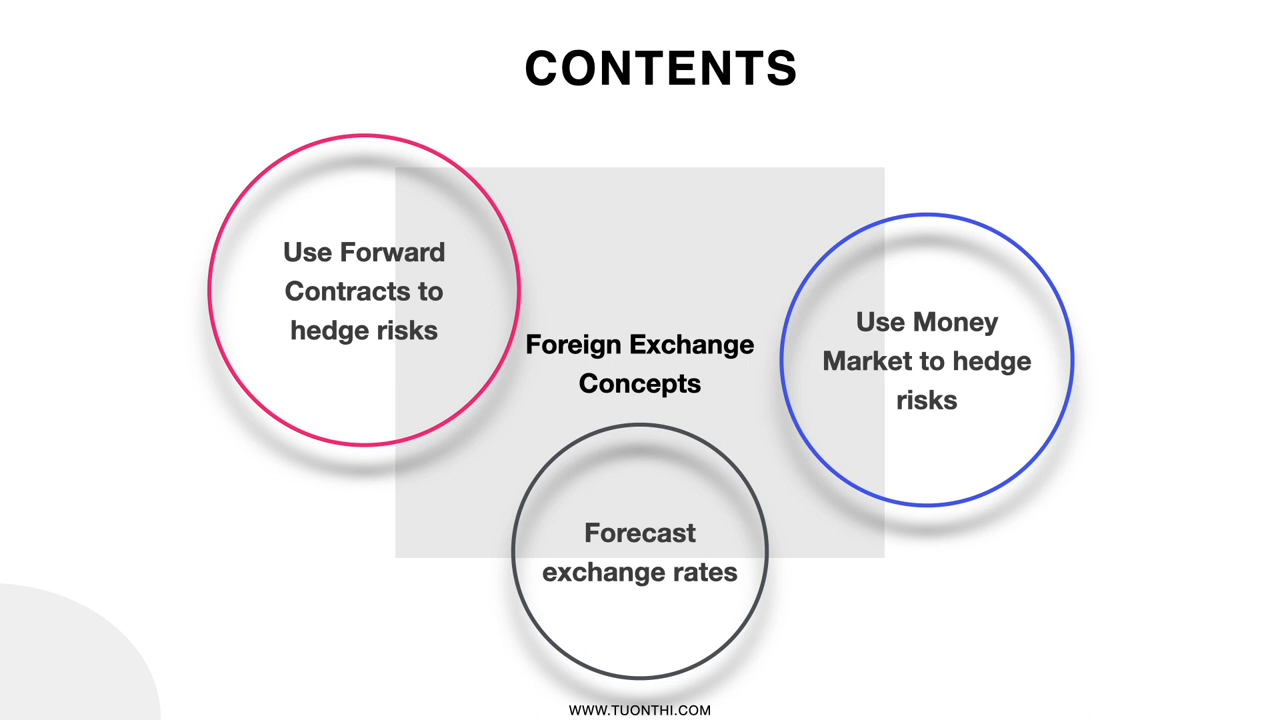 CONTENTS
Use Forward
Contracts to
hedge risks
Foreign Exchange
Concepts
Use Money
Market to hedge
risks
Forecast
exchange rates
WWW.TUONTHI.COM